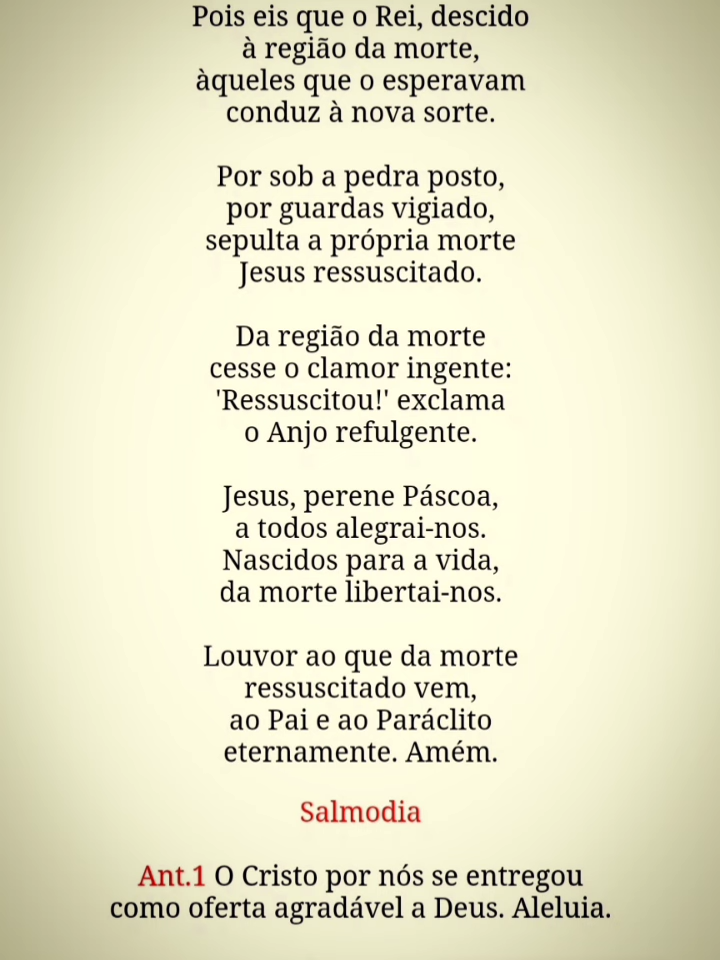 Pois eis que o Rei, descido
à região da morte,
àqueles que o esperavam
conduz à nova sorte.
Por sob a pedra posto,
por guardas vigiado,
sepulta a própria morte
Jesus ressuscitado.
Da região da morte
cesse o clamor ingente:
'Ressuscitou!' exclama
o Anjo refulgente.
Jesus, perene Páscoa,
a todos alegrai-nos.
Nascidos para a vida,
da morte libertai-nos.
Louvor ao que da morte
ressuscitado vem,
ao Pai e ao Paráclito
eternamente. Amém.
Salmodia
Ant.1 O Cristo por nós se entregou
como oferta agradável a Deus. Aleluia.